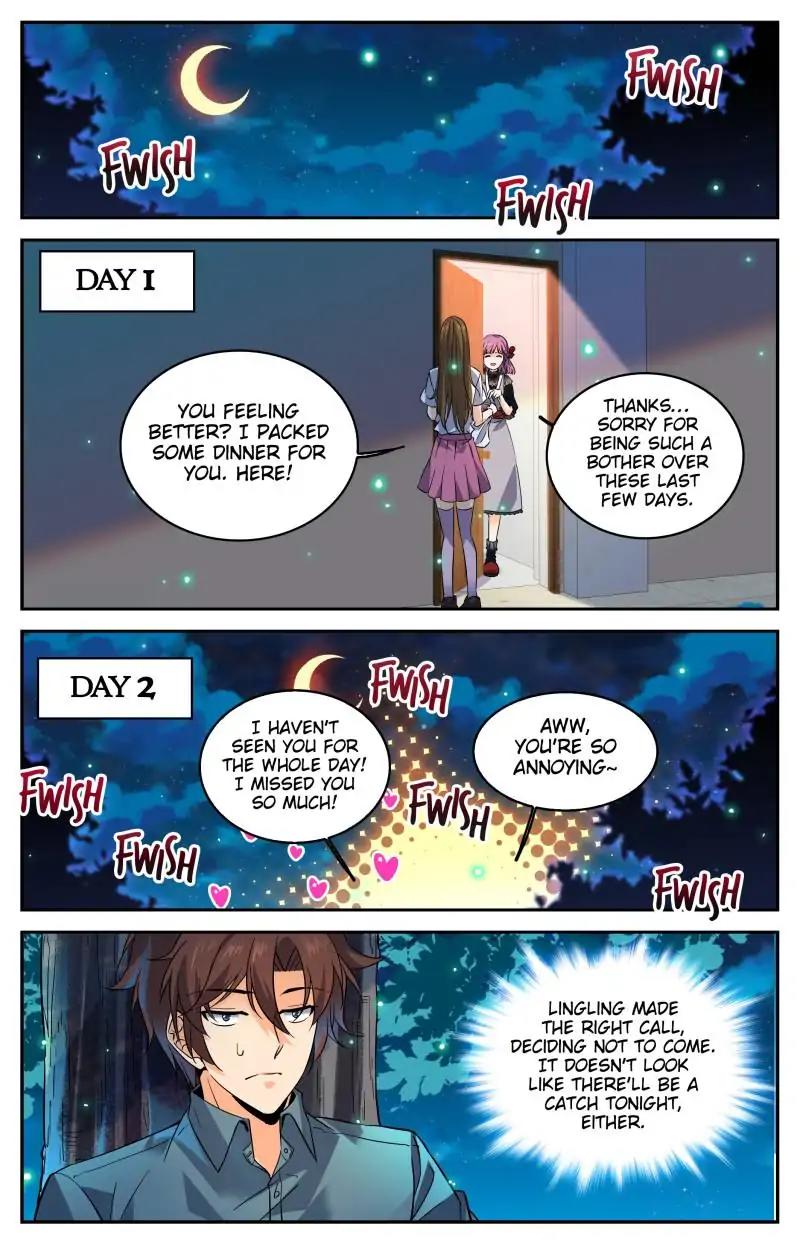 FWISH
FWISH
FWISH
DAY 1
YOU FEELING
BETTER? I PACKED
SOME DINNER FOR
YOU. HERE!
THANKS...
SORRY FOR
BEING SUCH A
BOTHER OVER
THESE LAST
FEW DAYS.
DAY 2
FWISH
I HAVEN'T
SEEN YOU FOR
THE WHOLE DAY!
I MISSED YOU
SO MUCH!
AWW,
YOU'RE SO
ANNOYING~
FWISH
FWISH
FWISH
FWISH
LINGLING MADE
THE RIGHT CALL,
DECIDING NOT TO COME.
IT DOESN'T LOOK
LIKE THERE'LL BE A
CATCH TONIGHT,
EITHER.